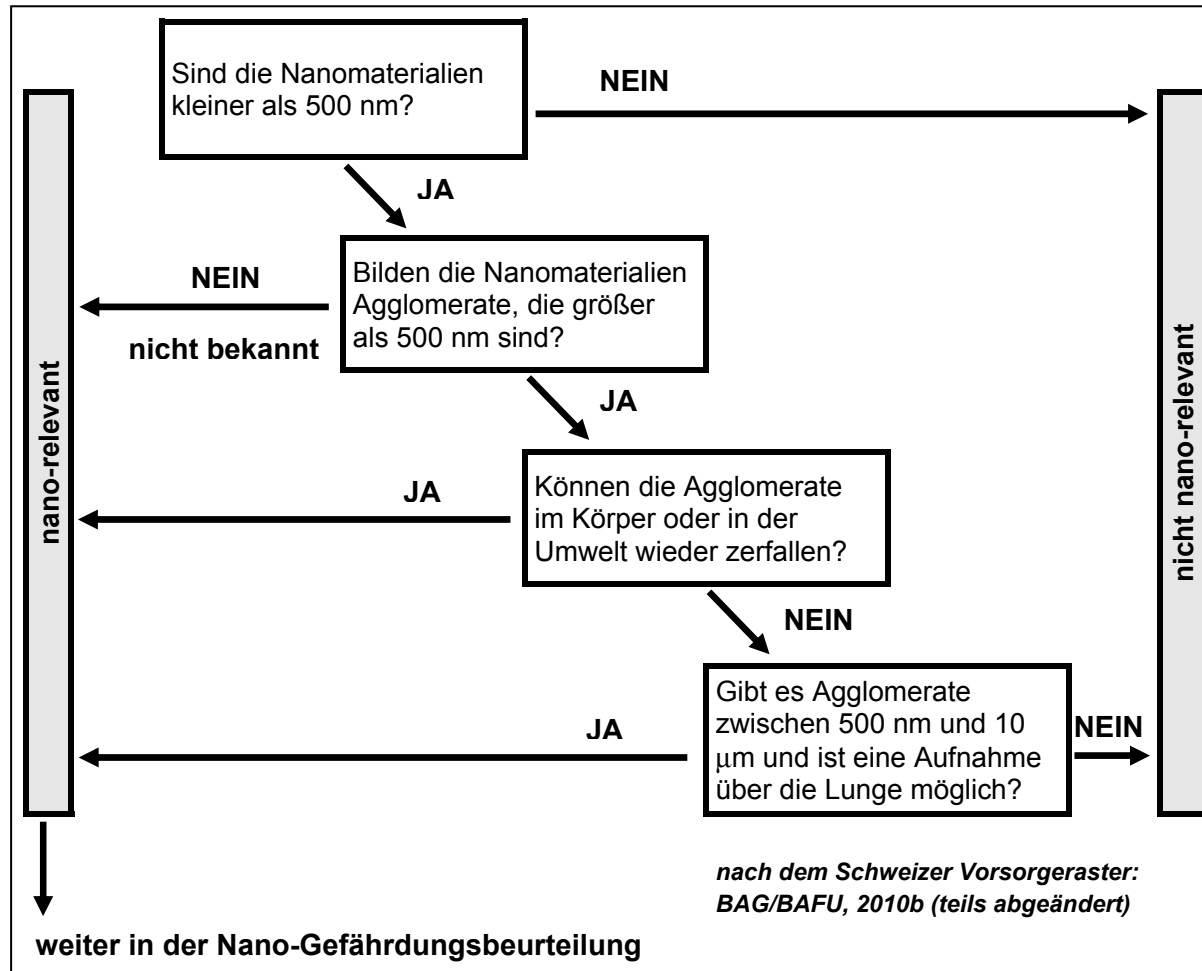 Sind die Nanomaterialien
kleiner als 500 nm?
NEIN
JA
Bilden die Nanomaterialien
Agglomerate, die größer
als 500 nm sind?
NEIN
nicht bekannt
JA
Können die Agglomerate
im Körper oder in der
Umwelt wieder zerfallen?
JA
NEIN
Gibt es Agglomerate
zwischen 500 nm und 10
μm und ist eine Aufnahme
über die Lunge möglich?
JA
NEIN
nano-relevant
nicht nano-relevant
nach dem Schweizer Vorsorgeraster:
BAG/BAFU, 2010b (teils abgeändert)
weiter in der Nano-Gefährdungsbeurteilung